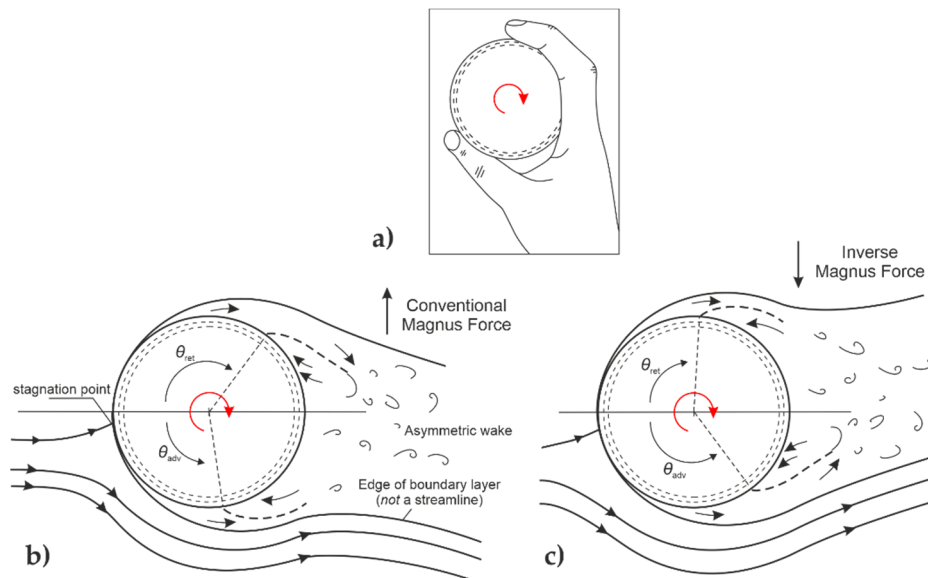 a)
Inverse
Magnus Force
Conventional
Magnus Force
θret
θret
stagnation point
Asymmetric wake
θadv
θadv
Edge of boundary layer
(not a streamline)
b)
c)